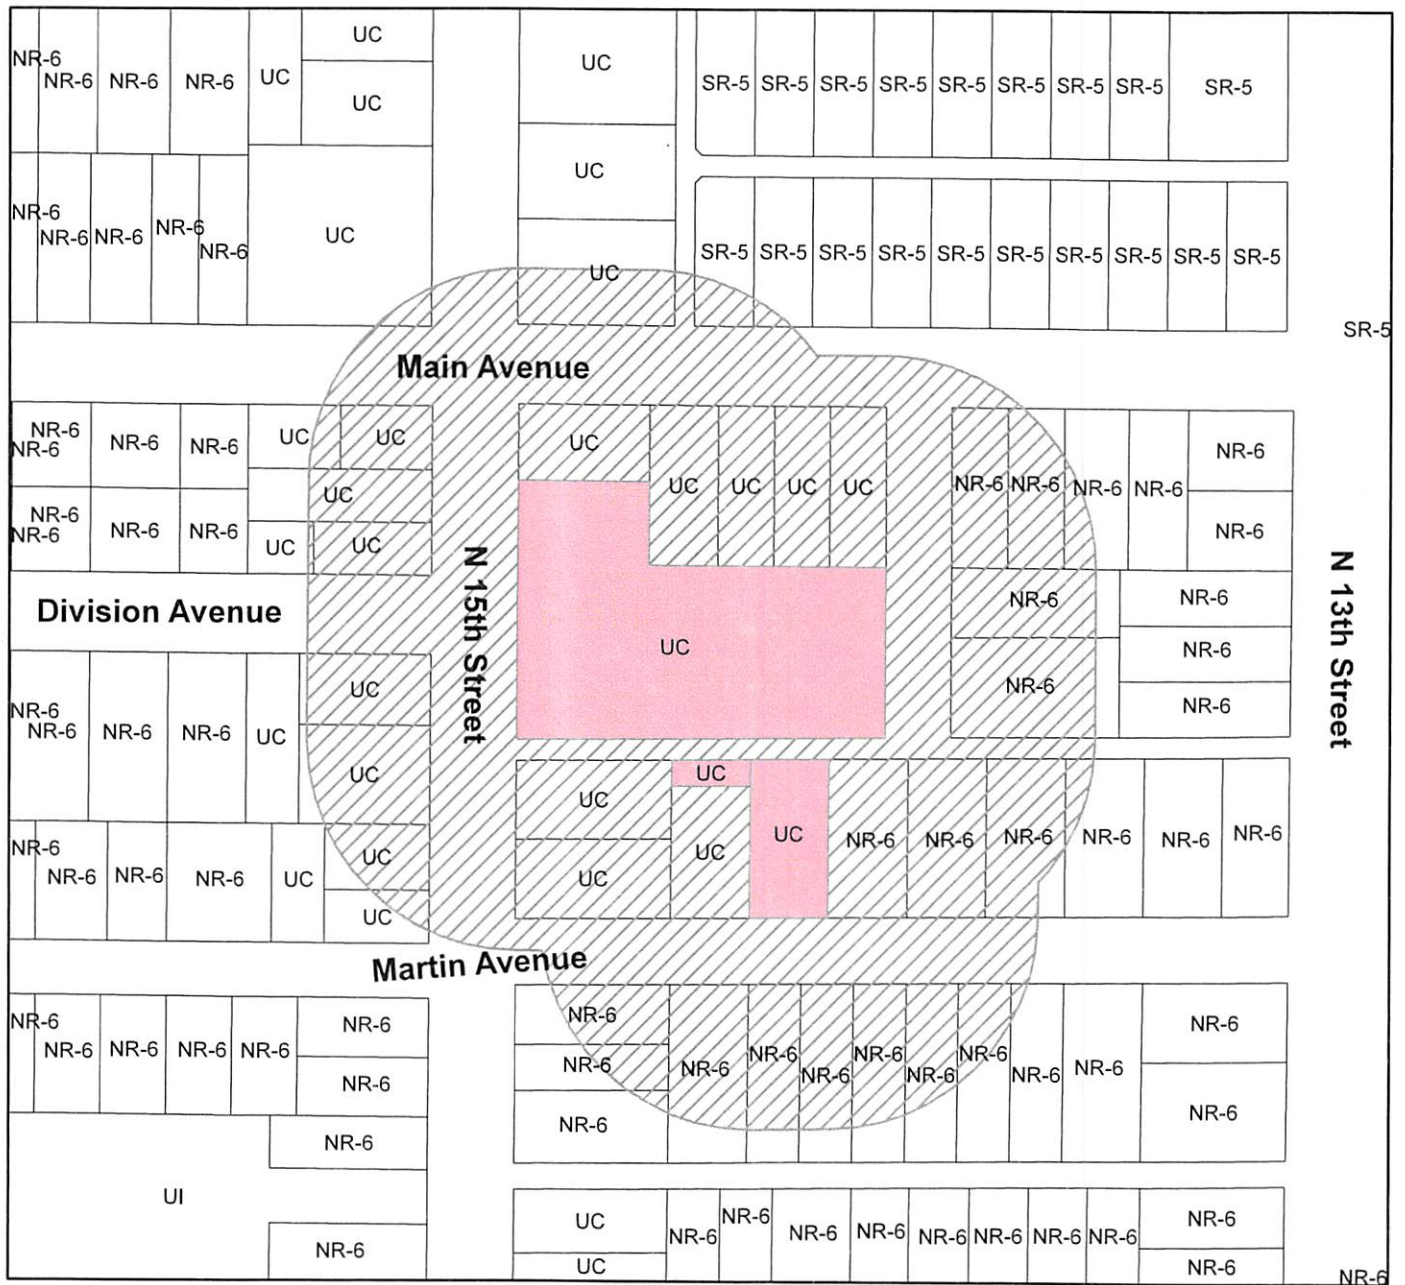 UC
NR-6
NR-6 NR-6 NR-6 UC UC SR-5 SR-5 SR-5 SR-5 SR-5 SR-5 SR-5 SR-5 SR-5
UC
UC
NR-6
NR-6 NR-6 NR-6 NR-6 UC
UC SR-5 SR-5 SR-5 SR-5 SR-5 SR-5 SR-5 SR-5 SR-5 SR-5
SR-5
Main Avenue
NR-6 NR-6 NR-6 NR-6 UC UC UC NR-6
UC UC UC UC NR-6 NR-6 NR-6 NR-6
UC
NR-6 NR-6 NR-6 NR-6 UC UC NR-6
N 15th Street
N 13th Street
Division Avenue
NR-6 NR-6
UC
NR-6
UC NR-6
NR-6
NR-6 NR-6 NR-6 UC NR-6
UC
UC UC
NR-6 UC UC NR-6 NR-6 NR-6 NR-6 NR-6 NR-6
UC UC
NR-6 NR-6 NR-6 UC UC
NR-6
UC
Martin Avenue
NR-6 NR-6 NR-6 NR-6
NR-6 NR-6 NR-6 NR-6 NR-6 NR-6 NR-6 NR-6
NR-6 NR-6 NR-6 NR-6 NR-6 NR-6
NR-6 NR-6 NR-6
NR-6
UI
UC NR-6 NR-6
NR-6 NR-6 NR-6 NR-6 NR-6 NR-6 NR-6
NR-6
UC NR-6
NR-6